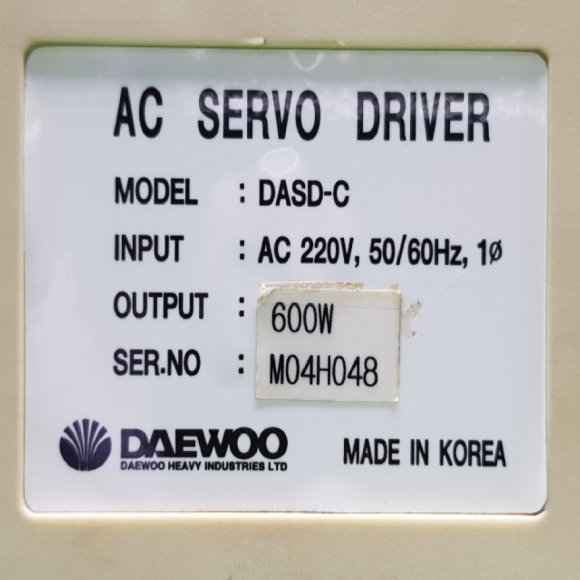 AC SERVO DRIVER
MODEL : DASD-C
INPUT : AC 220V, 50/60Hz, 1ø
OUTPUT : 600W
SER.NO : M04H048
DAEWOO
DAEWOO HEAVY INDUSTRIES LTD
MADE IN KOREA